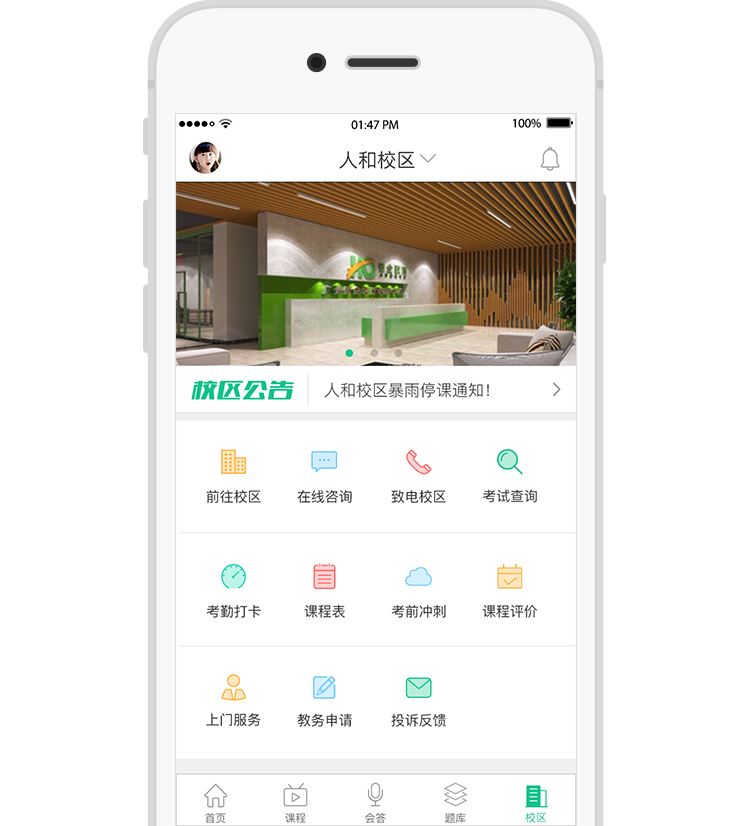 01:47 PM
100%
人和校区
校区公告
人和校区暴雨停课通知!
前往校区
在线咨询
致电校区
考试查询
考勤打卡
课程表
考前冲刺
课程评价
上门服务
教务申请
投诉反馈
首页
课程
会答
题库
校区